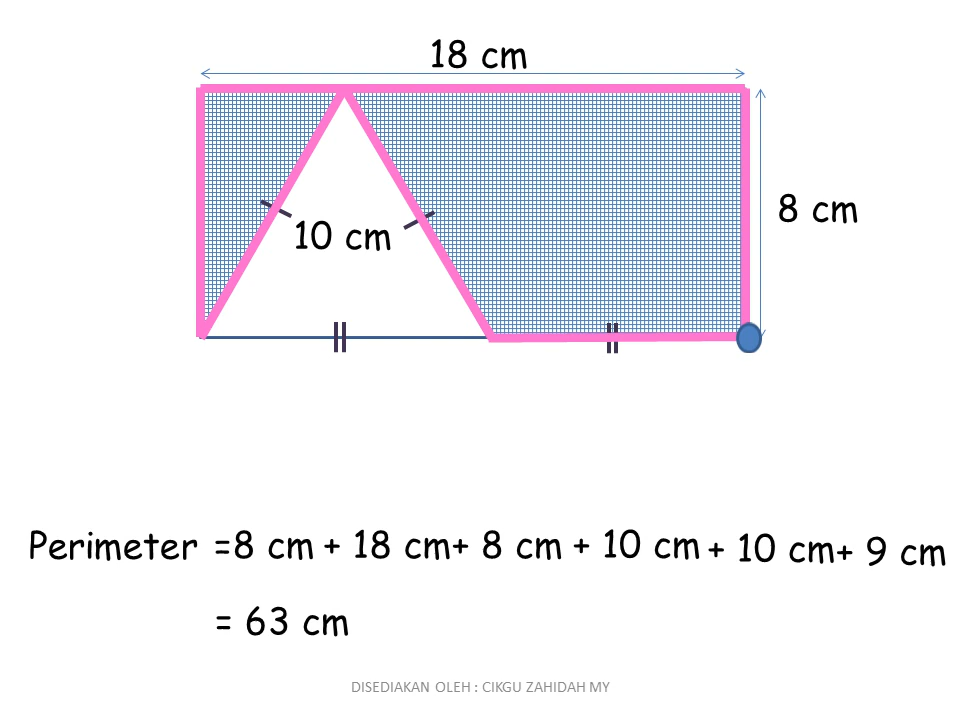 18 cm
8 cm
10 cm
Perimeter =8 cm + 18 cm+ 8 cm + 10 cm + 10 cm+ 9 cm
= 63 cm
DISEDIAKAN OLEH : CIKGU ZAHIDAH MY